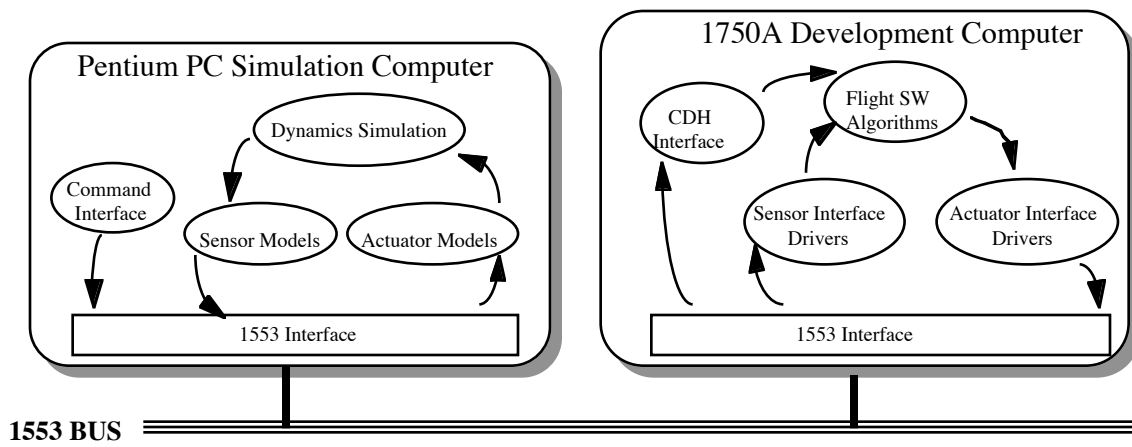 Pentium PC Simulation Computer
Dynamics Simulation
Command
Interface
Sensor Models
Actuator Models
1553 Interface
1750A Development Computer
CDH
Interface
Flight SW
Algorithms
Sensor Interface
Drivers
Actuator Interface
Drivers
1553 Interface
1553 BUS